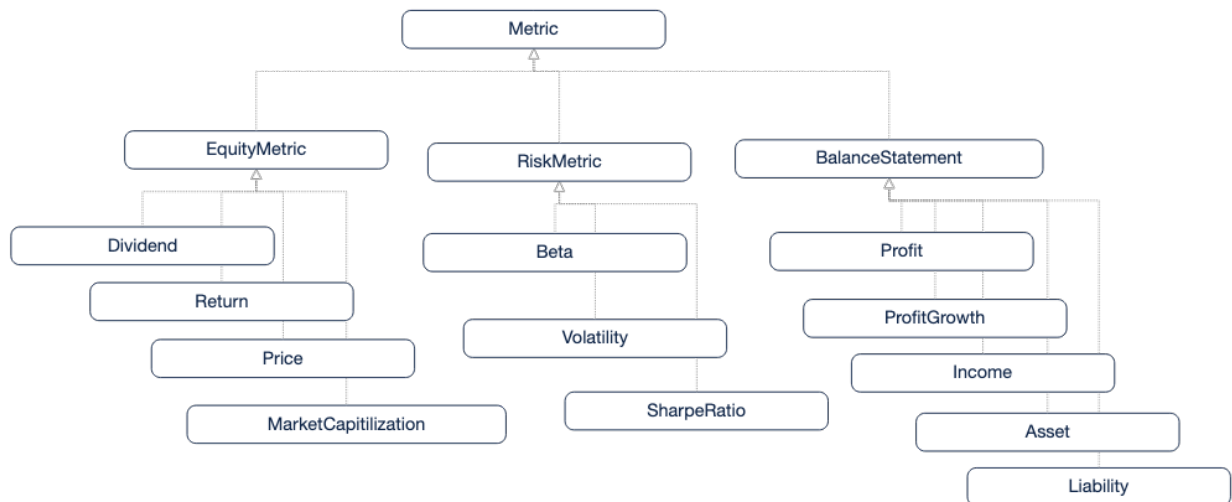 Metric
EquityMetric
RiskMetric
BalanceStatement
Dividend
Beta
Profit
Return
ProfitGrowth
Volatility
Price
Income
SharpeRatio
MarketCapitilization
Asset
Liability